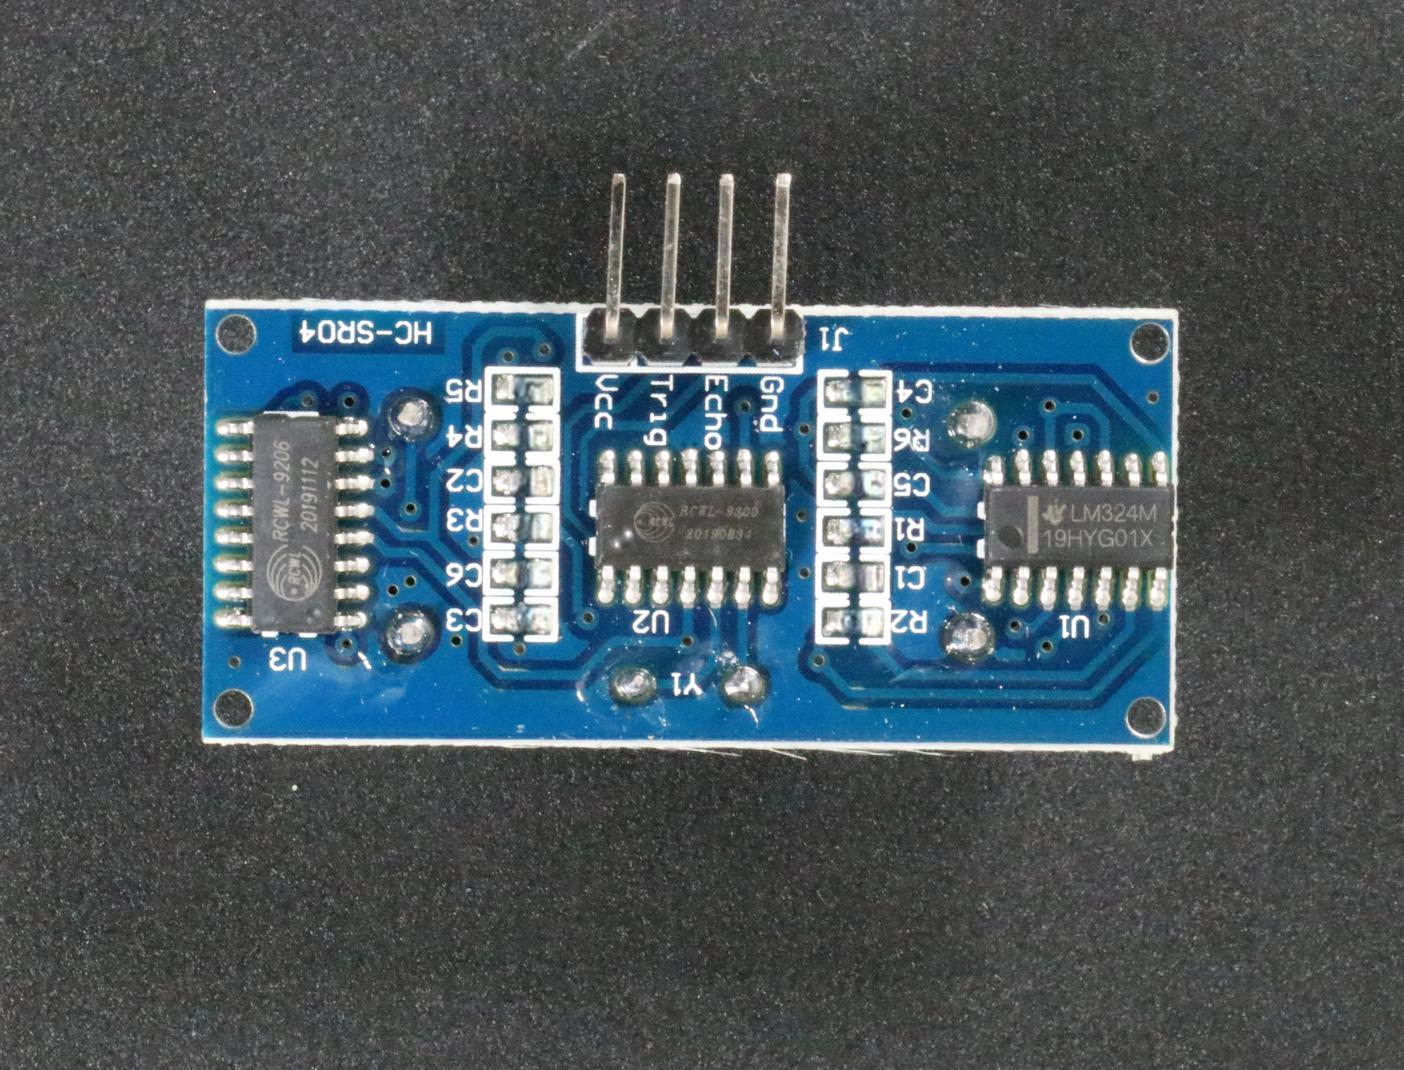 HC-SR04
J1
Vcc
Trig
Echo
Gnd
R5
R4
C2
R3
C6
C3
C4
R6
C5
R1
C1
R2
RCWL-9206
20191112
RCWL
U3
RCWL
U2
LM324M
19HYG01X
U1
Y1